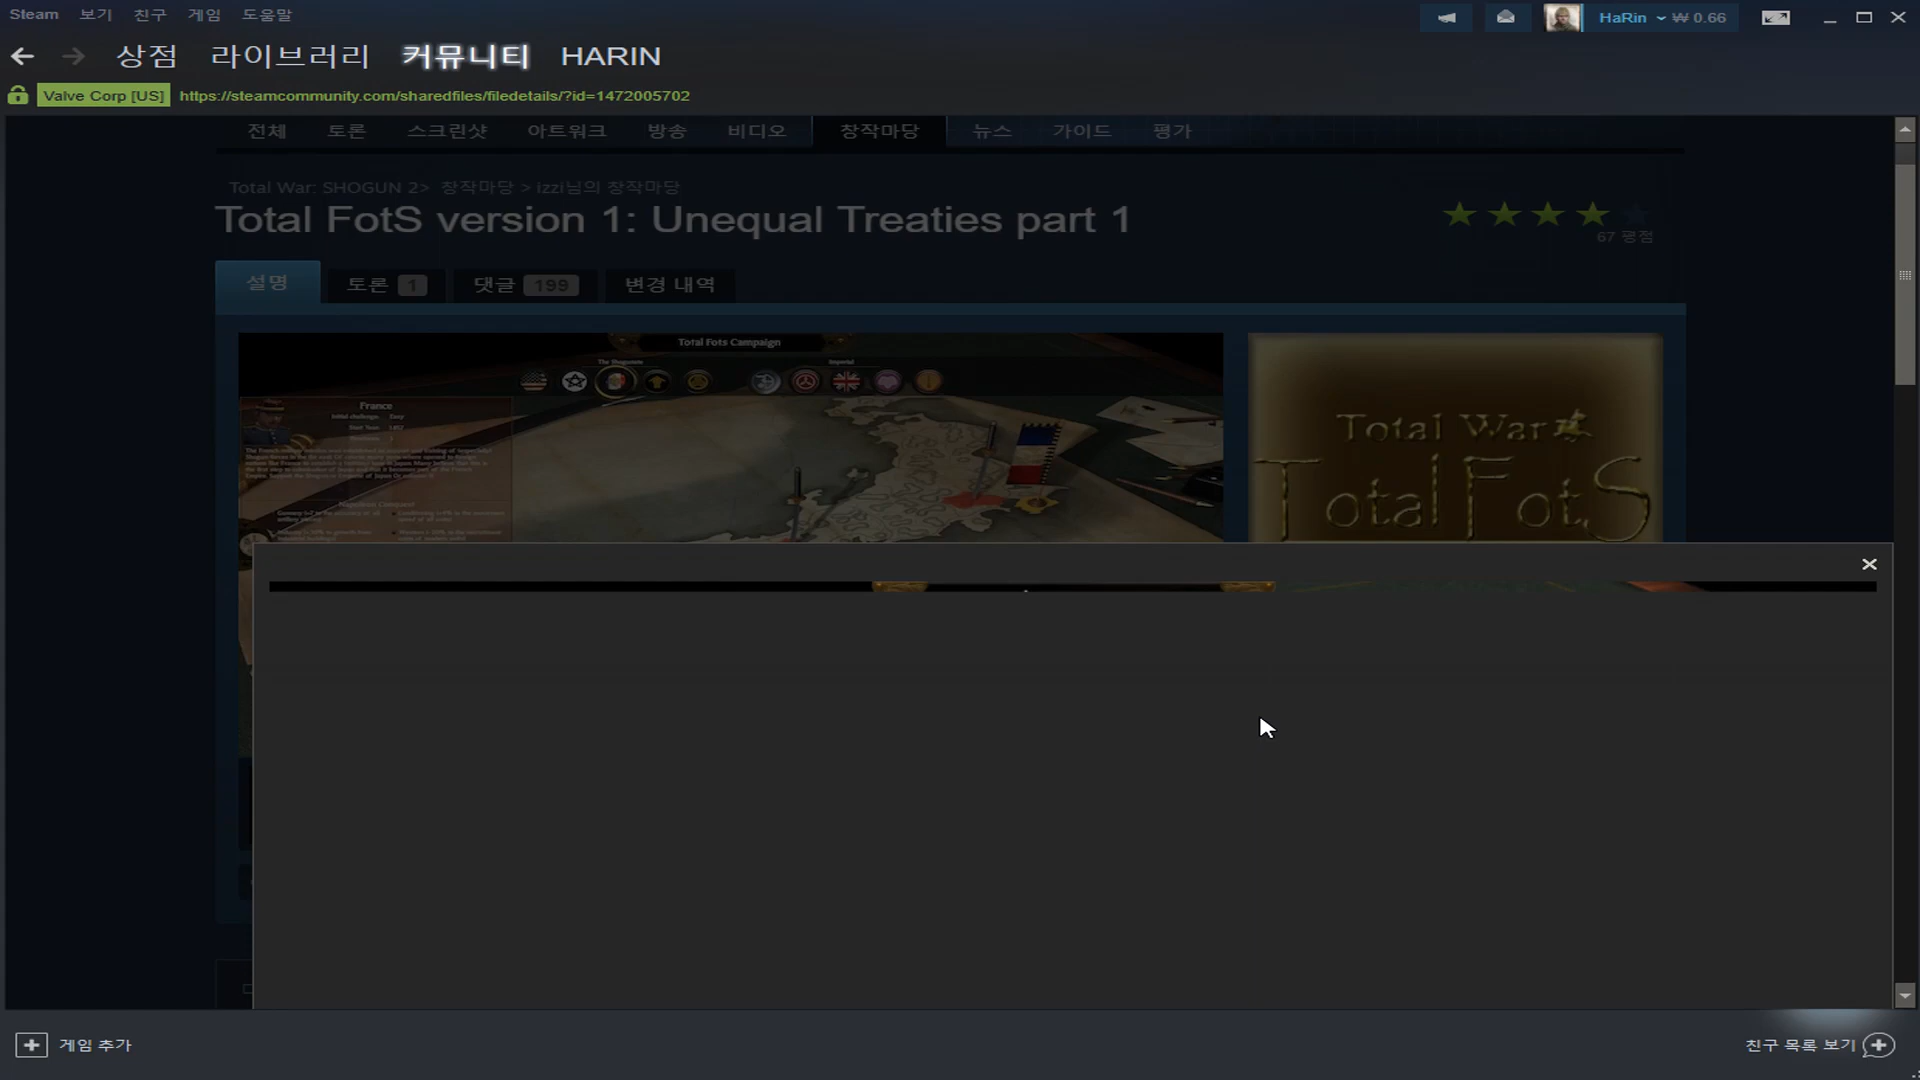 Steam 보기 친구 게임 도움말
HaRin ₩ 0.66
상점 라이브러리 커뮤니티 HARIN
Valve Corp [US] https://steamcommunity.com/sharedfiles/filedetails/?id=1472005702
전체 토론 스크린샷 아트워크 방송 비디오 창작마당 뉴스 가이드 평가
Total War: SHOGUN 2> 창작마당 > izzi님의 창작마당
Total FotS version 1: Unequal Treaties part 1
67 평점
설명 토론 1 댓글 199 변경 내역
Total Fots Campaign
The Shogunate Imperial
France
Total War
Total FotS
게임 추가
친구 목록 보기